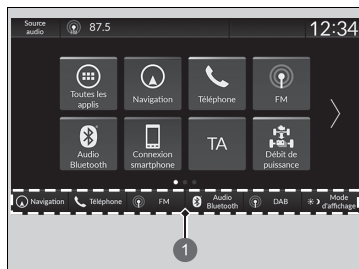 Source
audio
87.5
12:34
Toutes les
applis
Navigation
Téléphone
FM
Audio
Bluetooth
Connexion
smartphone
TA
Débit de
puissance
Navigation
Téléphone
FM
Audio
Bluetooth
DAB
Mode
d'affichage
1